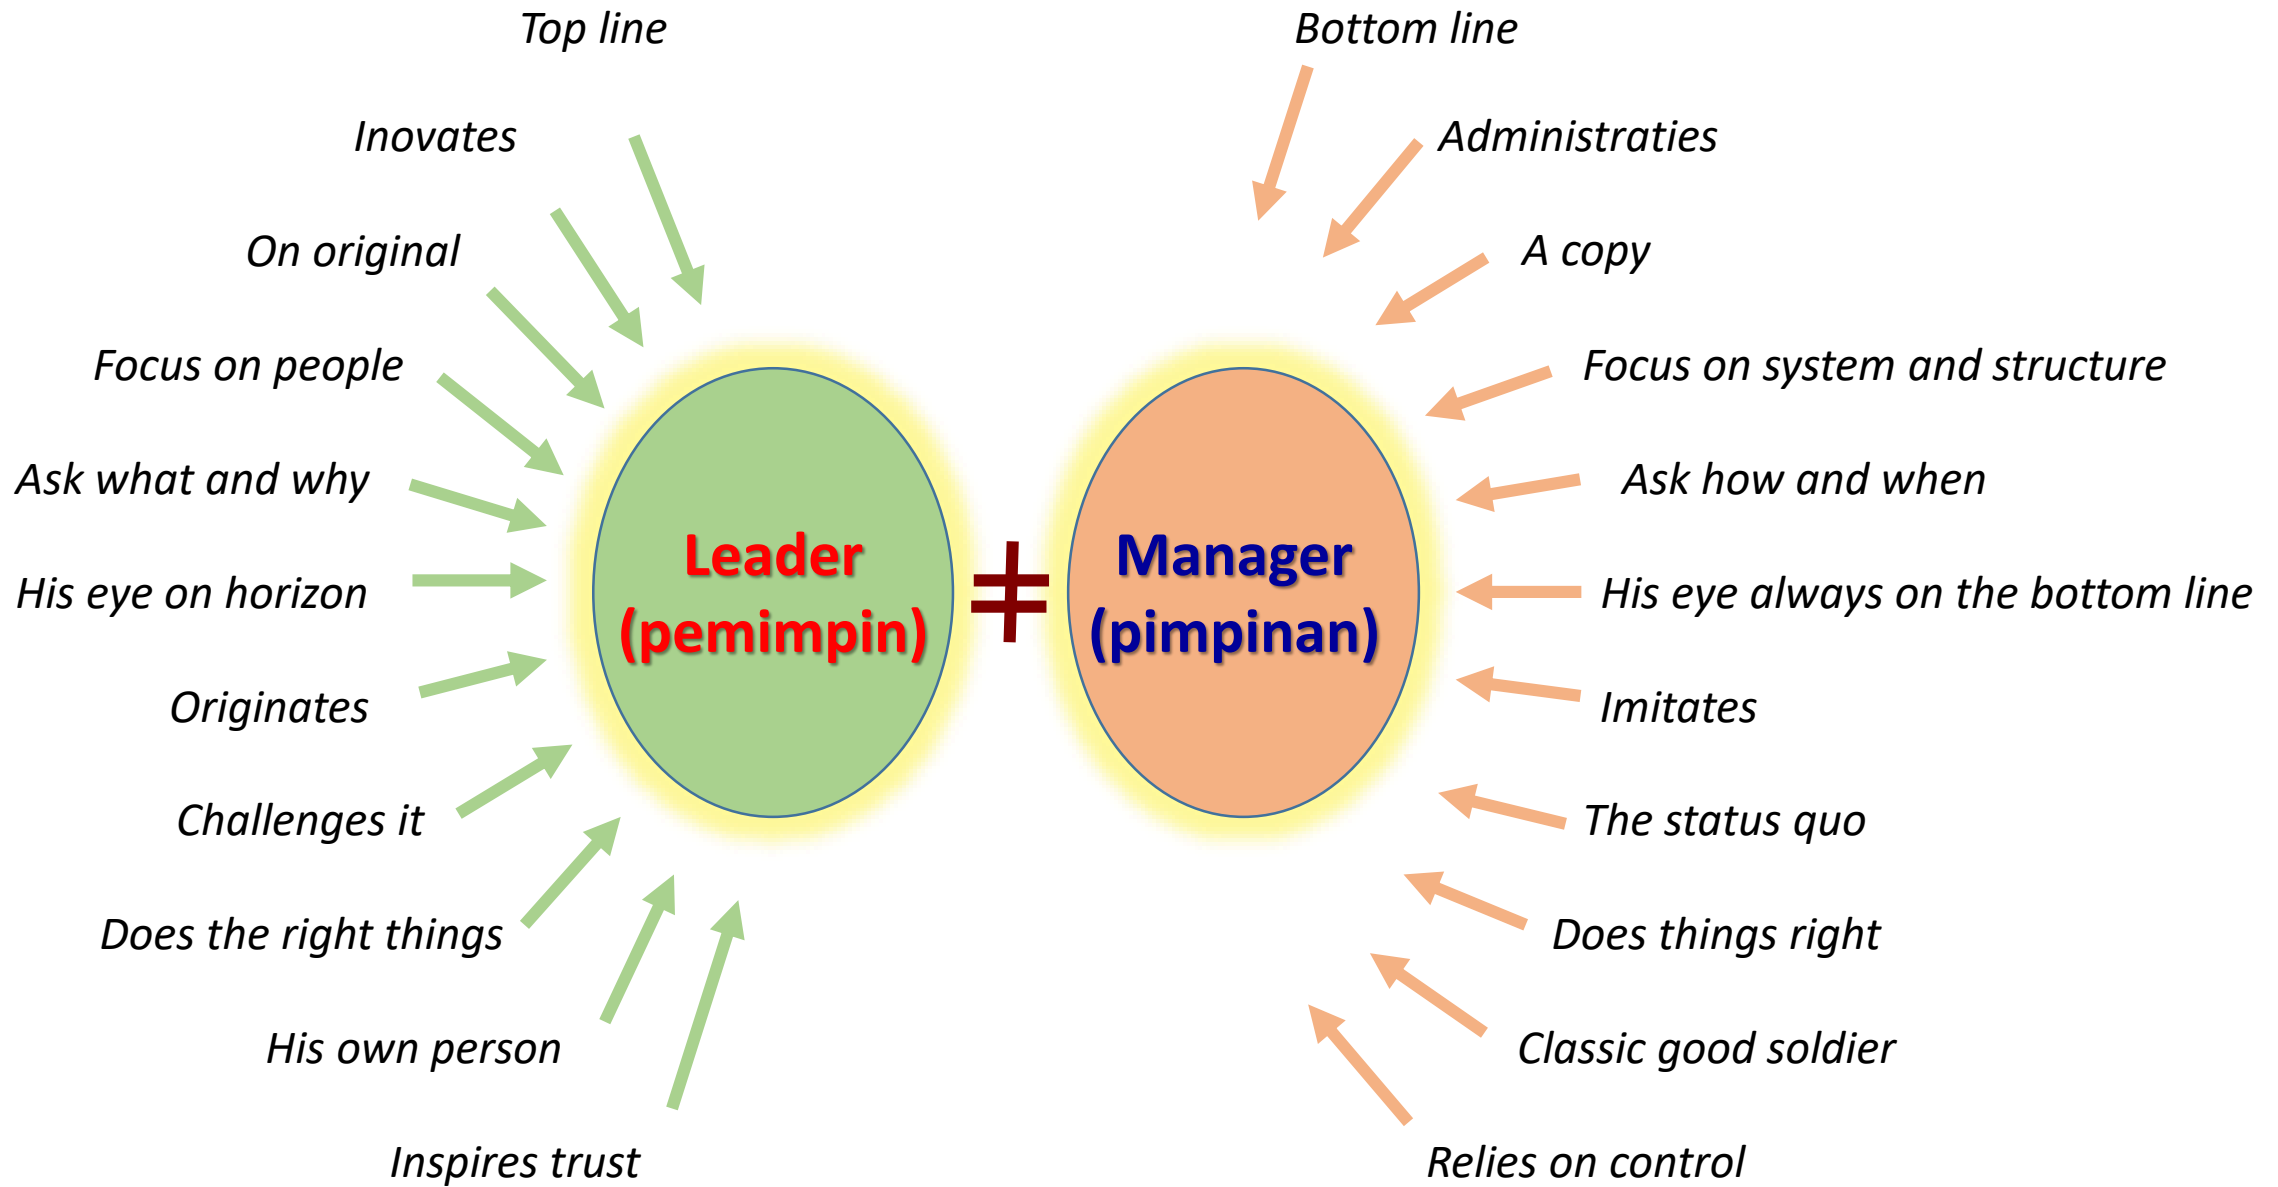 Top line
Bottom line
Inovates
Administraties
On original
A copy
Focus on people
Focus on system and structure
Ask what and why
Ask how and when
Leader
(pemimpin)
≠
Manager
(pimpinan)
His eye on horizon
His eye always on the bottom line
Originates
Imitates
Challenges it
The status quo
Does the right things
Does things right
His own person
Classic good soldier
Inspires trust
Relies on control